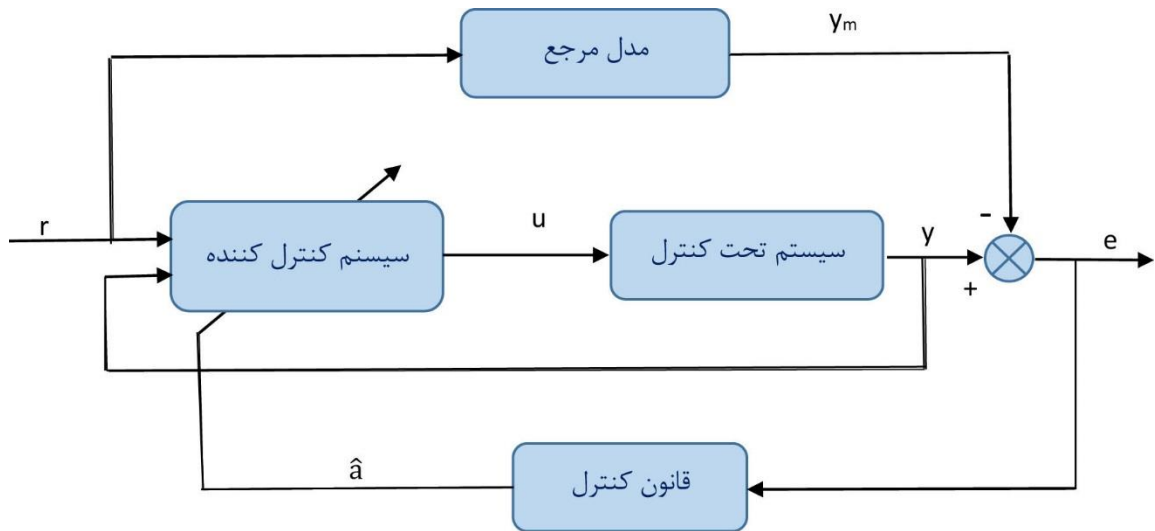 yₘ
مدل مرجع
r
سیسنم کنترل کننده
u
سیستم تحت کنترل
y
-
+
e
â
قانون کنترل